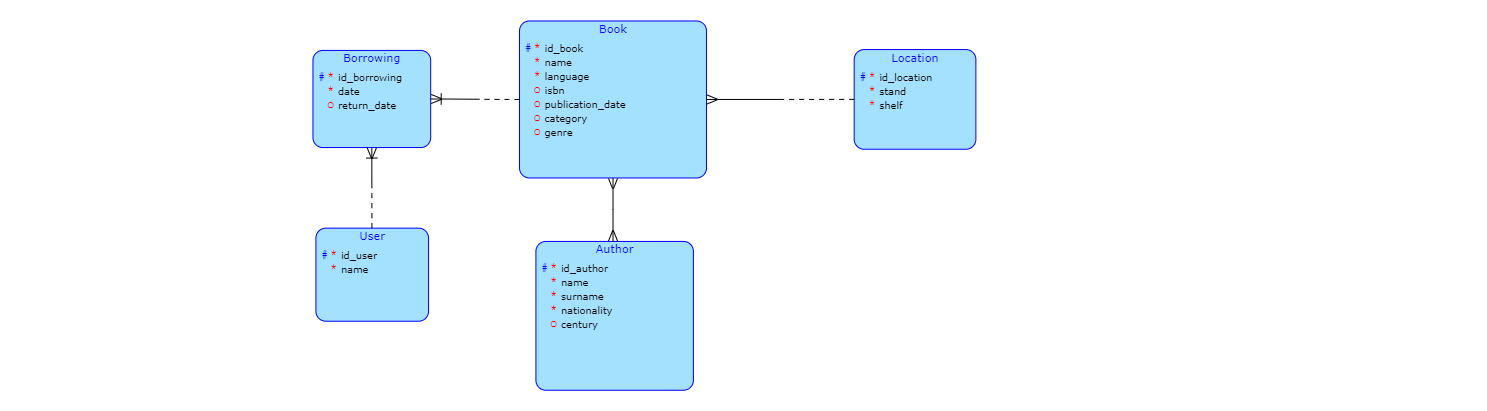 Borrowing
# * id_borrowing
* date
o return_date
Book
# * id_book
* name
* language
o isbn
o publication_date
o category
o genre
Location
# * id_location
* stand
* shelf
User
# * id_user
* name
Author
# * id_author
* name
* surname
* nationality
o century